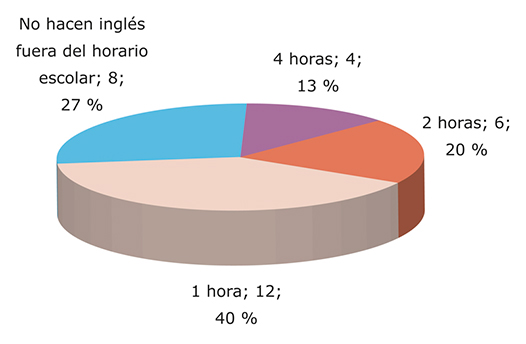 No hacen inglés
fuera del horario
escolar; 8;
27 %
4 horas; 4;
13 %
2 horas; 6;
20 %
1 hora; 12;
40 %